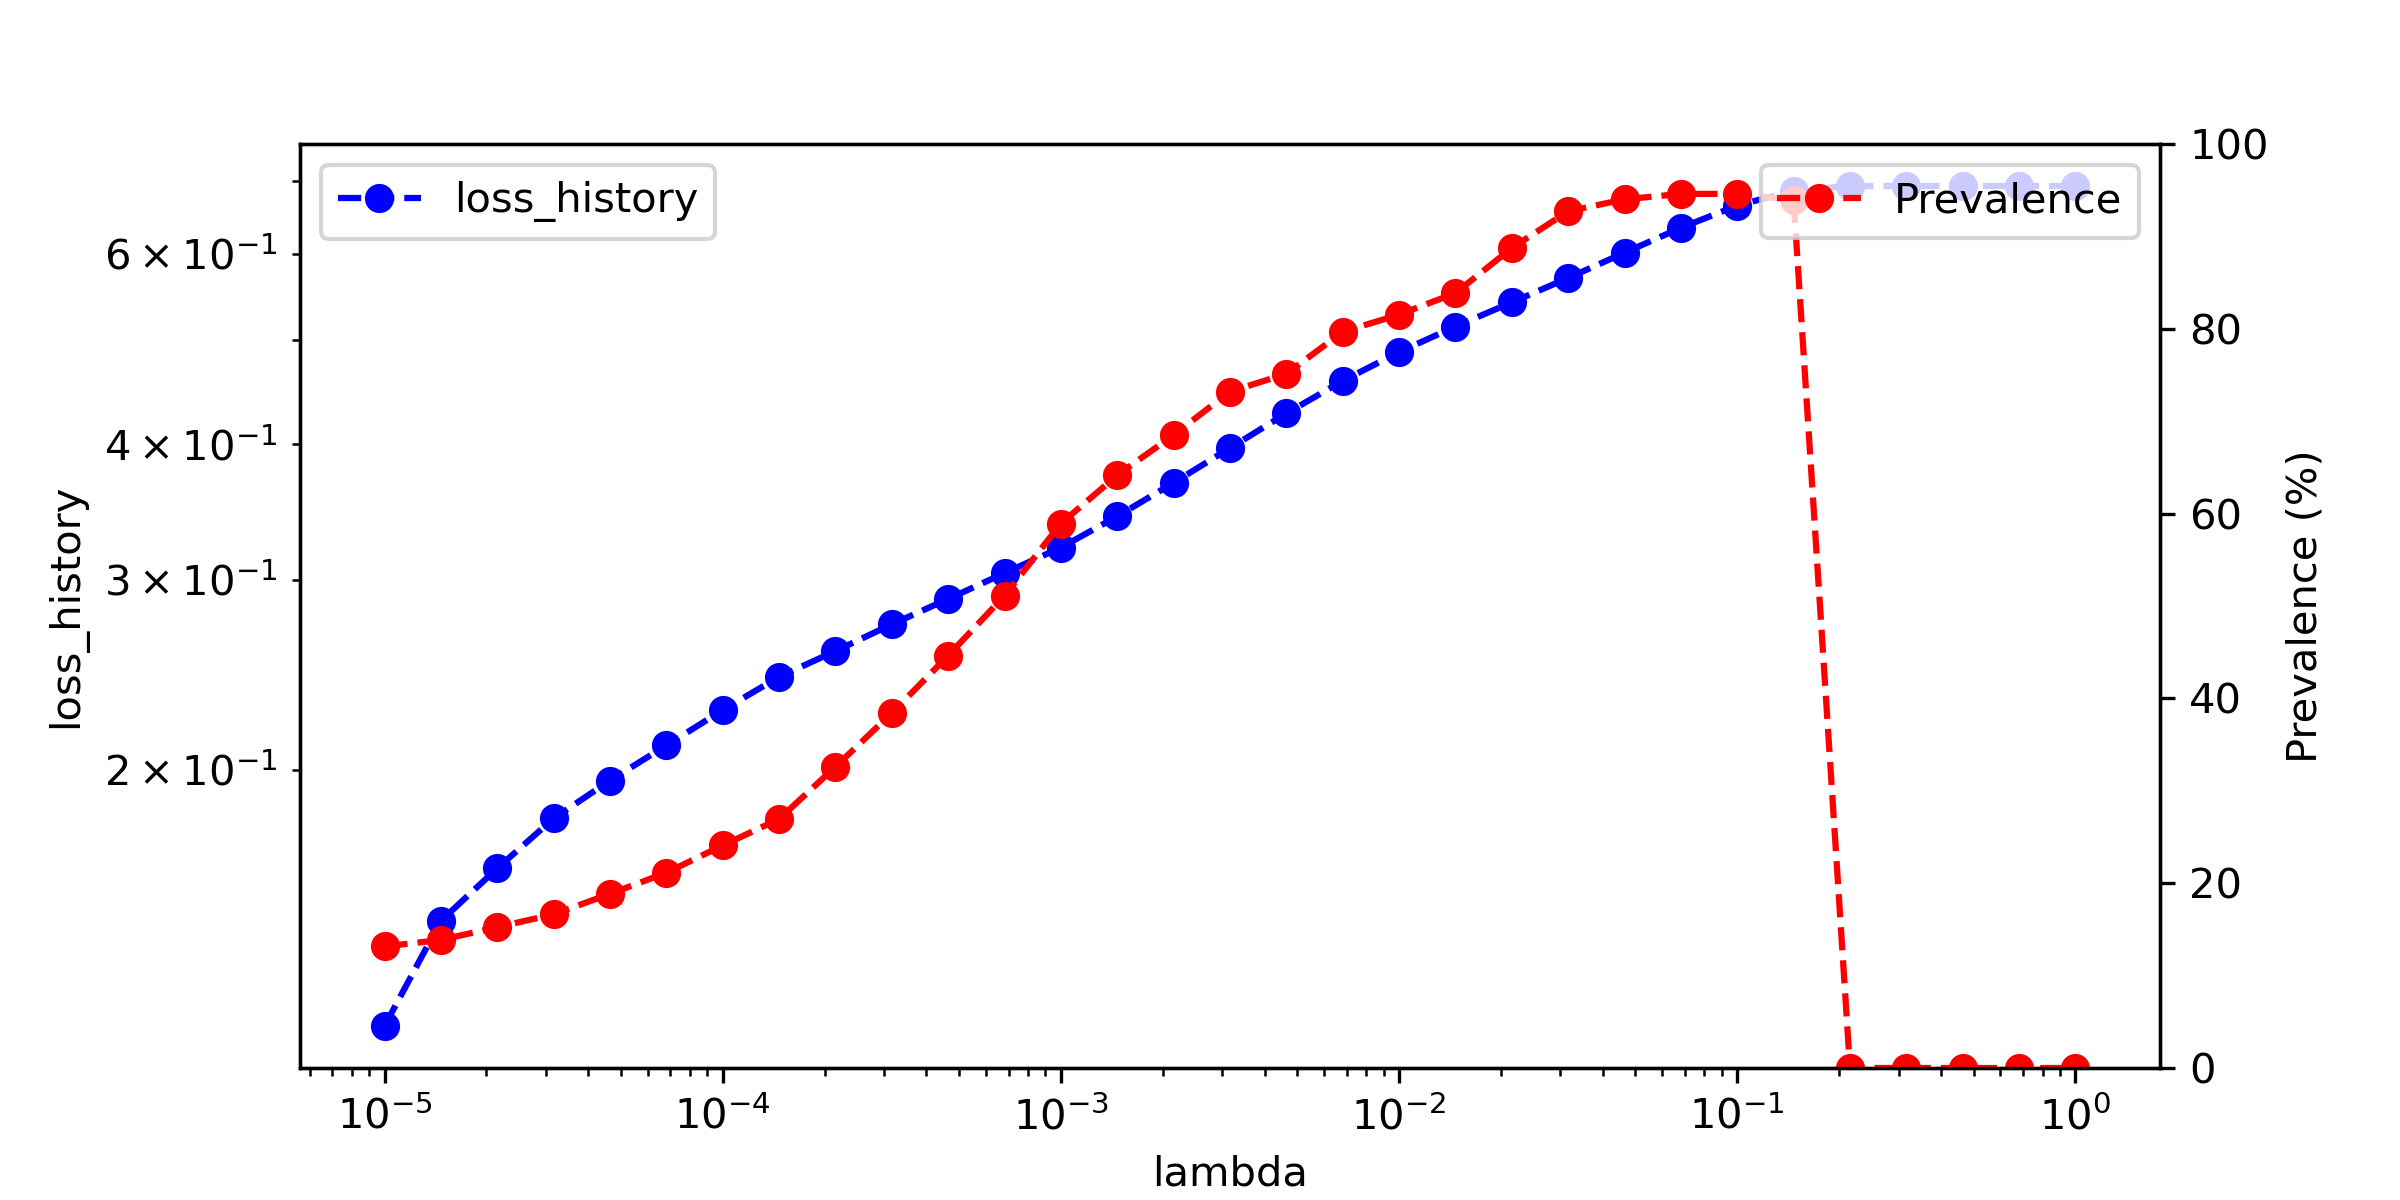 loss_history
Prevalence
100
80
60
40
20
0
6 × 10⁻¹
4 × 10⁻¹
3 × 10⁻¹
2 × 10⁻¹
loss_history
Prevalence (%)
10⁻⁵
10⁻⁴
10⁻³
10⁻²
10⁻¹
10⁰
lambda